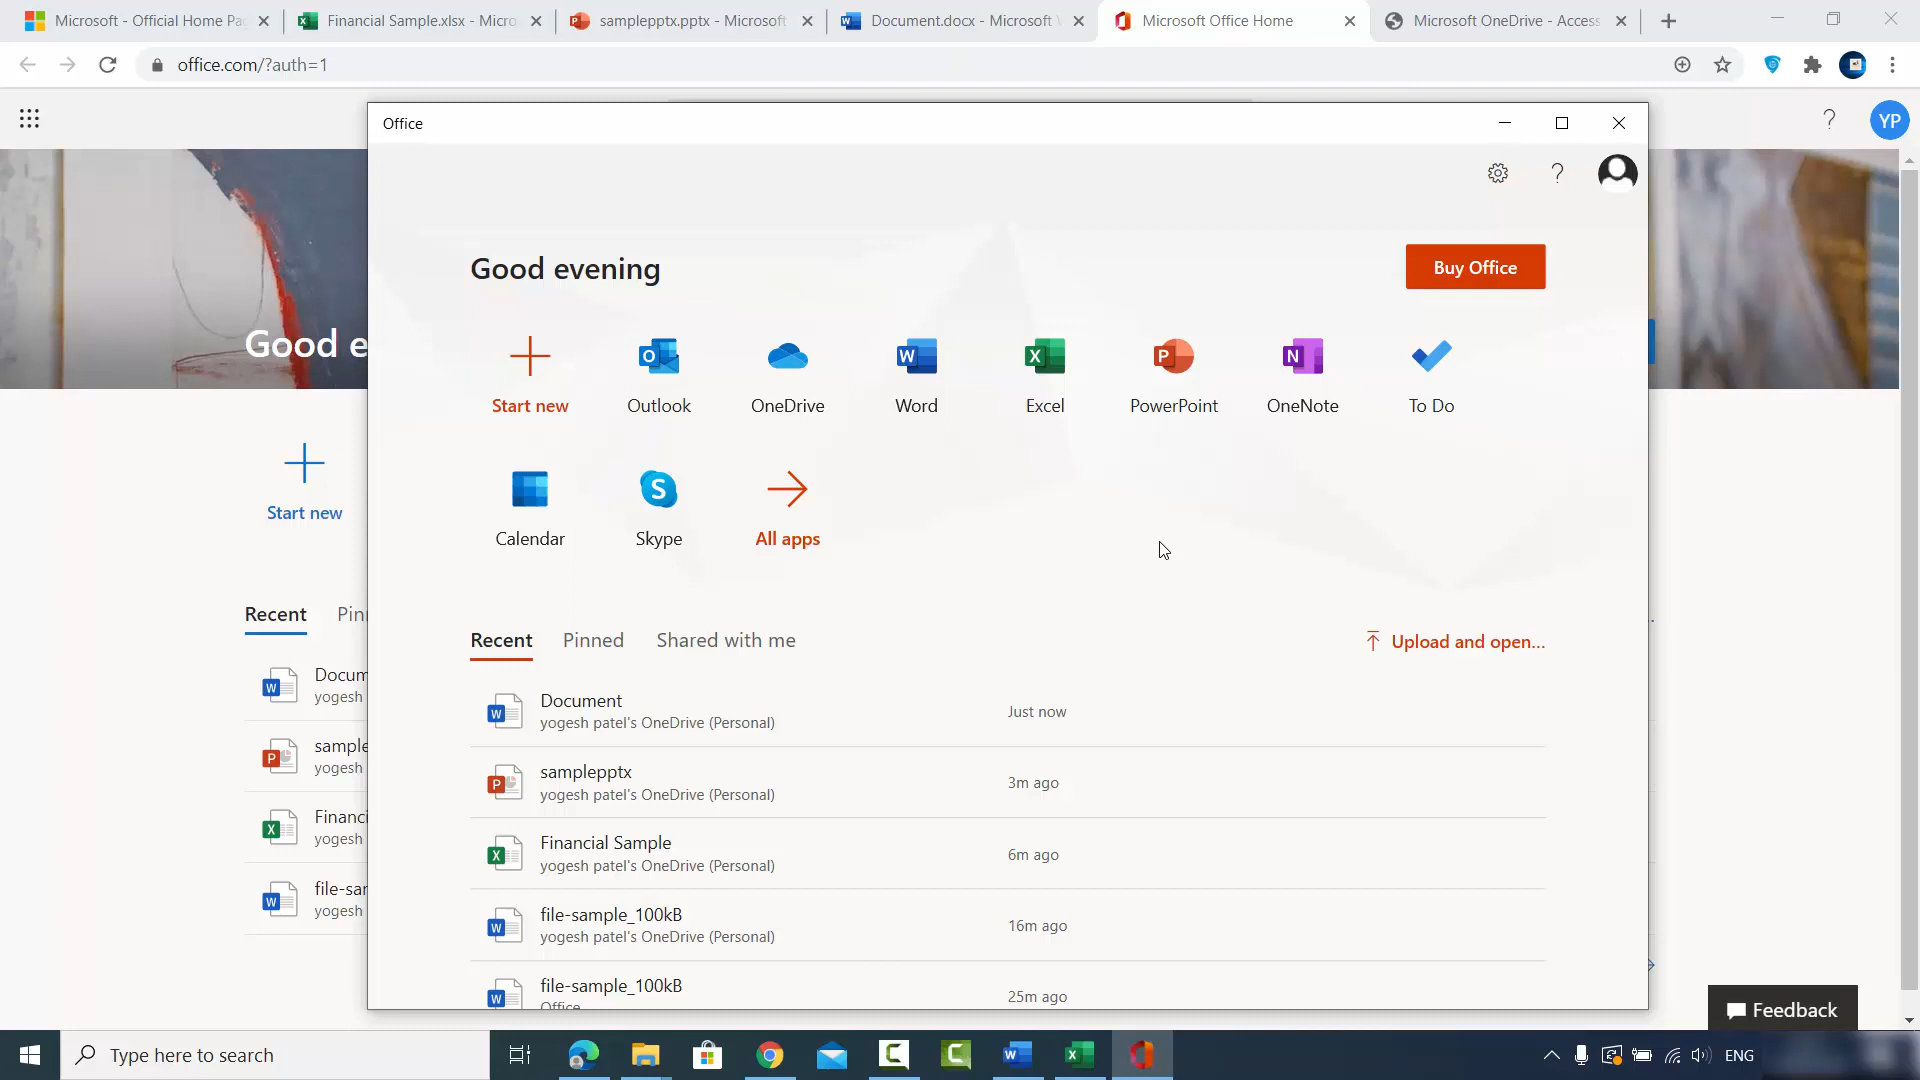 Microsoft - Official Home Pa
Financial Sample.xlsx - Micro
samplepptx.pptx - Microsoft
Document.docx - Microsoft
Microsoft Office Home
Microsoft OneDrive - Access
office.com/?auth=1
YP
Office
Good e
Good evening
Buy Office
Start new
Outlook
OneDrive
Word
Excel
PowerPoint
OneNote
To Do
Start new
Calendar
Skype
All apps
Recent
Recent
Pinned
Shared with me
Upload and open...
Docum
yogesh
sample
yogesh
Financi
yogesh
file-sar
yogesh
Document
yogesh patel's OneDrive (Personal)
Just now
samplepptx
yogesh patel's OneDrive (Personal)
3m ago
Financial Sample
yogesh patel's OneDrive (Personal)
6m ago
file-sample_100kB
yogesh patel's OneDrive (Personal)
16m ago
file-sample_100kB
Office
25m ago
Feedback
Type here to search
ENG